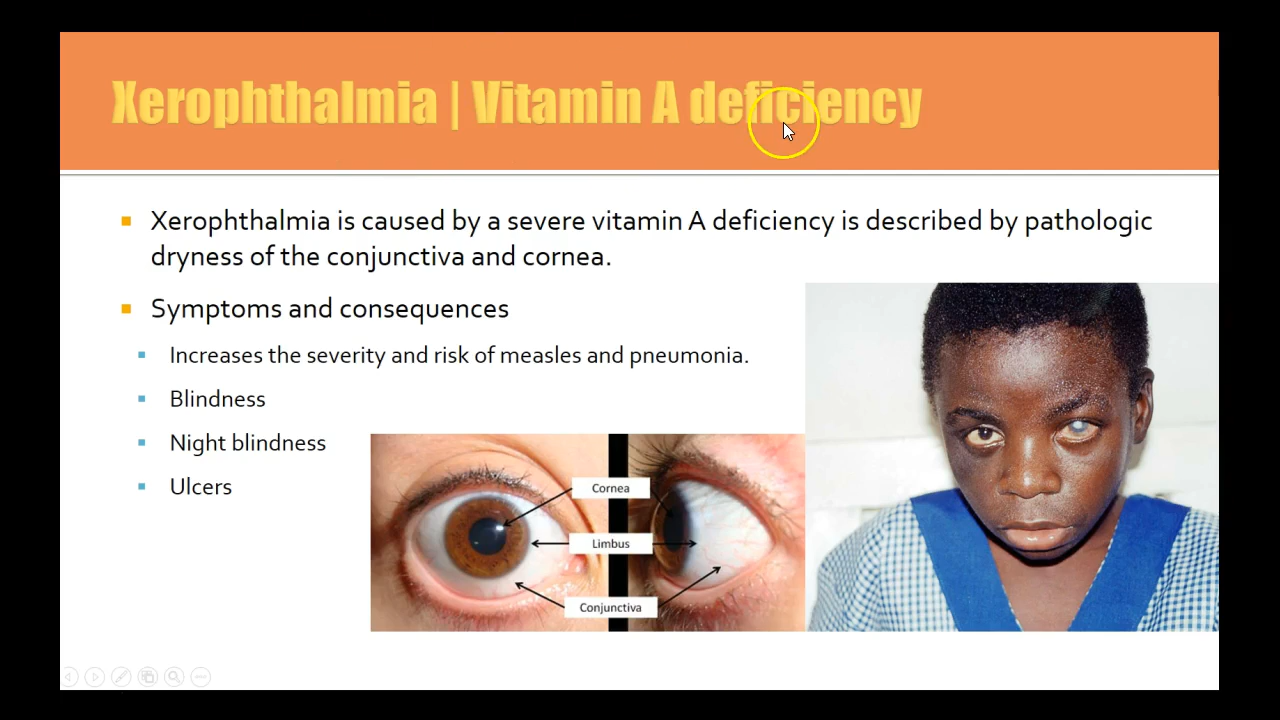 Xerophthalmia | Vitamin A deficiency
Xerophthalmia is caused by a severe vitamin A deficiency is described by pathologic
dryness of the conjunctiva and cornea.
Symptoms and consequences
Increases the severity and risk of measles and pneumonia.
Blindness
Night blindness
Ulcers
Cornea
Limbus
Conjunctiva